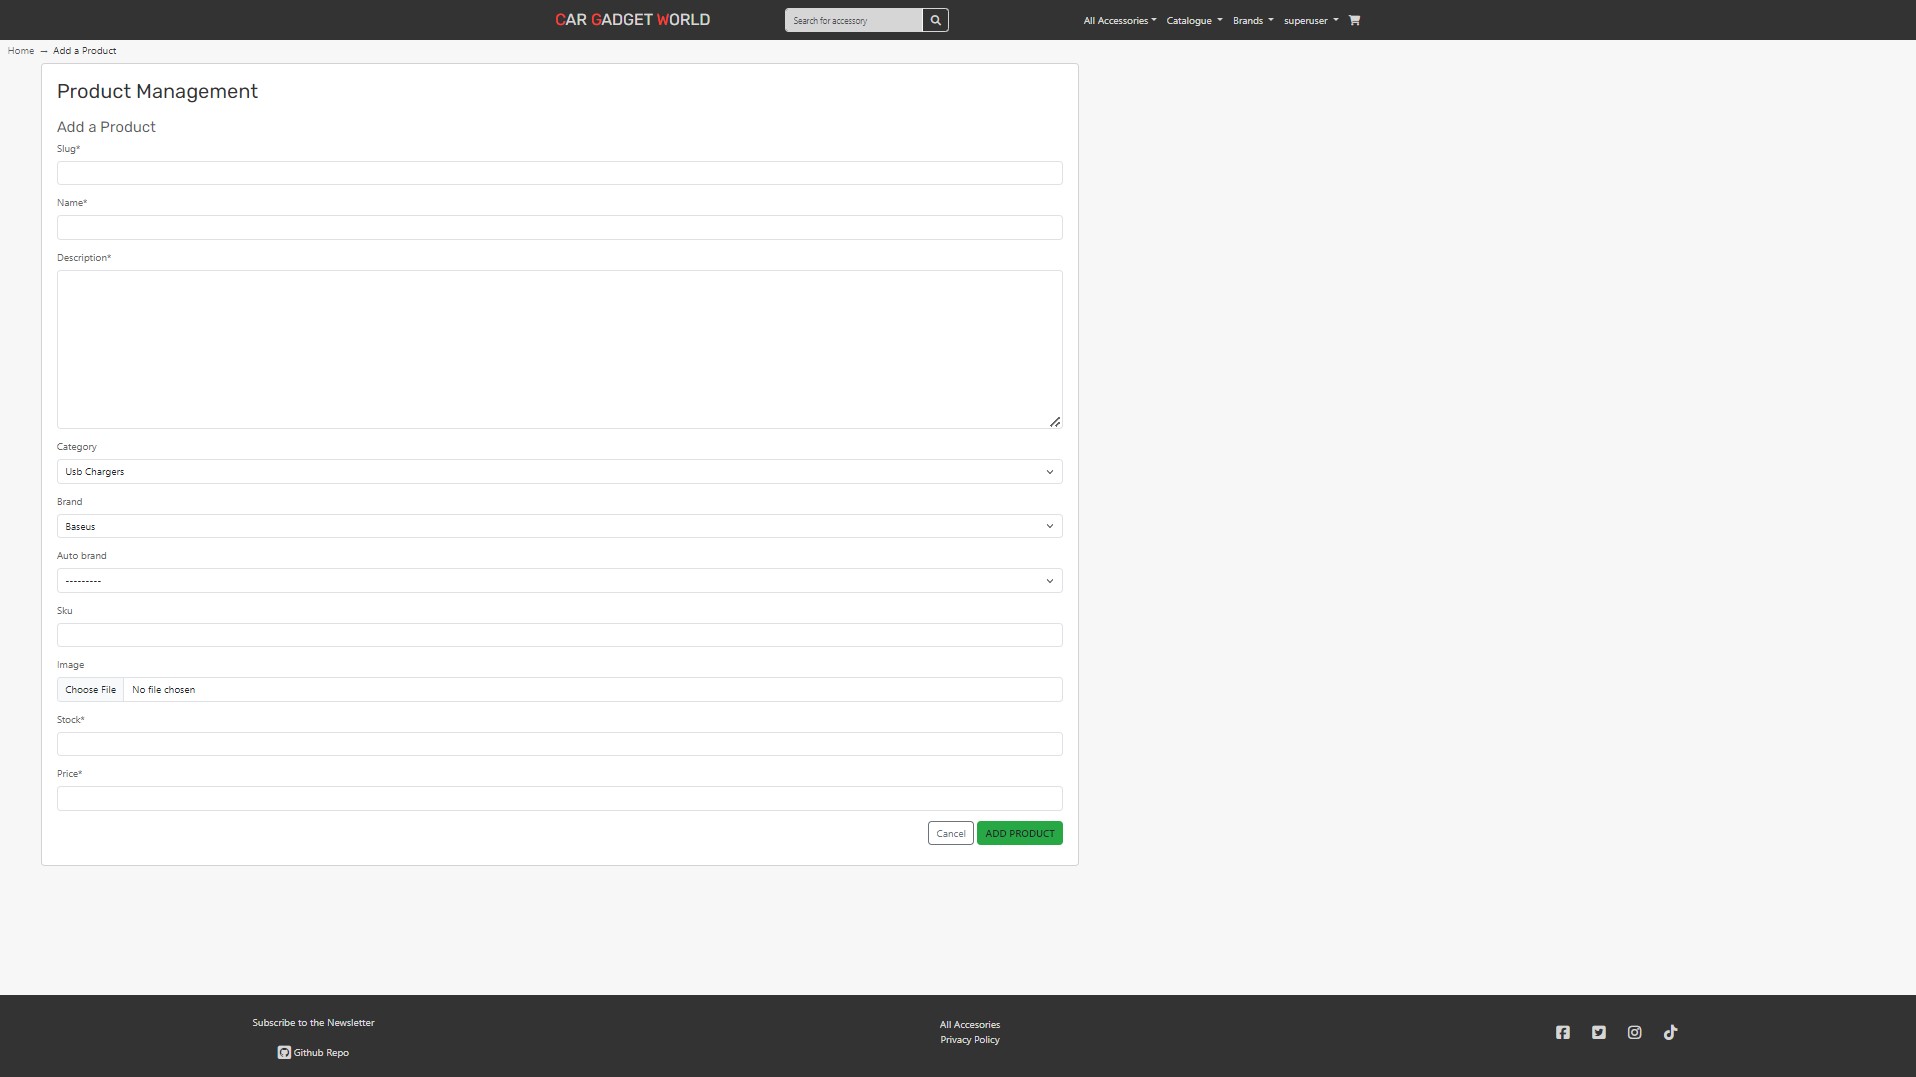 CAR GADGET WORLD
Search for accessory
All Accessories
Catalogue
Brands
superuser
Home → Add a Product
Product Management
Add a Product
Slug*
Name*
Description*
Category
Usb Chargers
Brand
Baseus
Auto brand
---------
Sku
Image
Choose File No file chosen
Stock*
Price*
Cancel ADD PRODUCT
Subscribe to the Newsletter
Github Repo
All Accesories
Privacy Policy